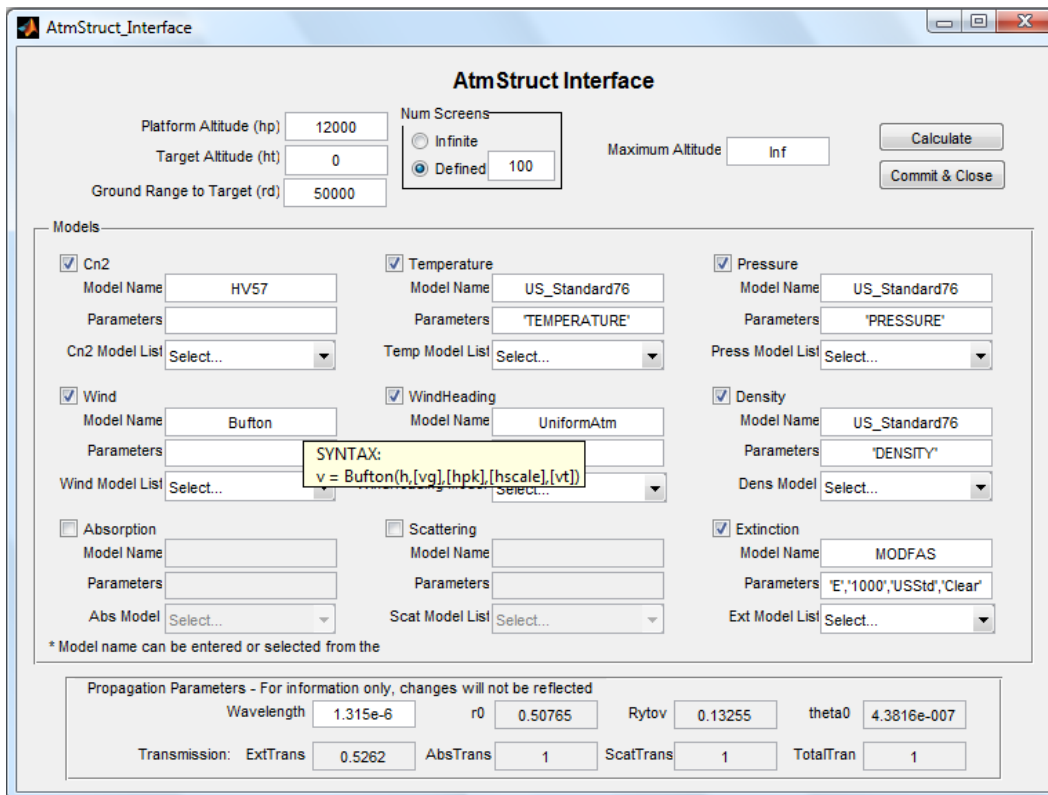 AtmStruct_Interface
AtmStruct Interface
Platform Altitude (hp) 12000
Target Altitude (ht) 0
Ground Range to Target (rd) 50000
Num Screens
Infinite
Defined 100
Maximum Altitude Inf
Calculate
Commit & Close
Models
Cn2 Temperature Pressure
Model Name HV57 Model Name US_Standard76 Model Name US_Standard76
Parameters Parameters 'TEMPERATURE' Parameters 'PRESSURE'
Cn2 Model List Select... Temp Model List Select... Press Model List Select...
Wind WindHeading Density
Model Name Bufton Model Name UniformAtm Model Name US_Standard76
Parameters Parameters 'DENSITY'
SYNTAX:
v = Bufton(h,[vg],[hpk],[hscale],[vt])
Wind Model List Select... Select... Dens Model Select...
Absorption Scattering Extinction
Model Name Model Name Model Name MODFAS
Parameters Parameters Parameters 'E','1000','USStd','Clear'
Abs Model Select... Scat Model List Select... Ext Model List Select...
* Model name can be entered or selected from the
Propagation Parameters - For information only, changes will not be reflected
Wavelength 1.315e-6 r0 0.50765 Rytov 0.13255 theta0 4.3816e-007
Transmission: ExtTrans 0.5262 AbsTrans 1 ScatTrans 1 TotalTran 1